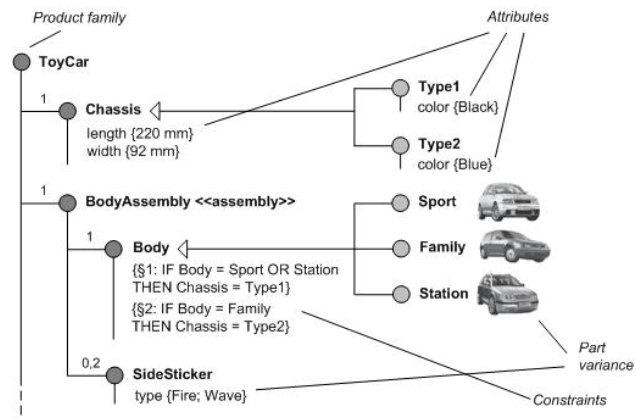 Product family
Attributes
ToyCar
1
Chassis
length {220 mm}
width {92 mm}
Type1
color {Black}
Type2
color {Blue}
1
BodyAssembly <<assembly>>
Sport
1
Body
Family
{§1: IF Body = Sport OR Station
THEN Chassis = Type1}
{§2: IF Body = Family
THEN Chassis = Type2}
Station
Part
variance
0,2
SideSticker
type {Fire; Wave}
Constraints